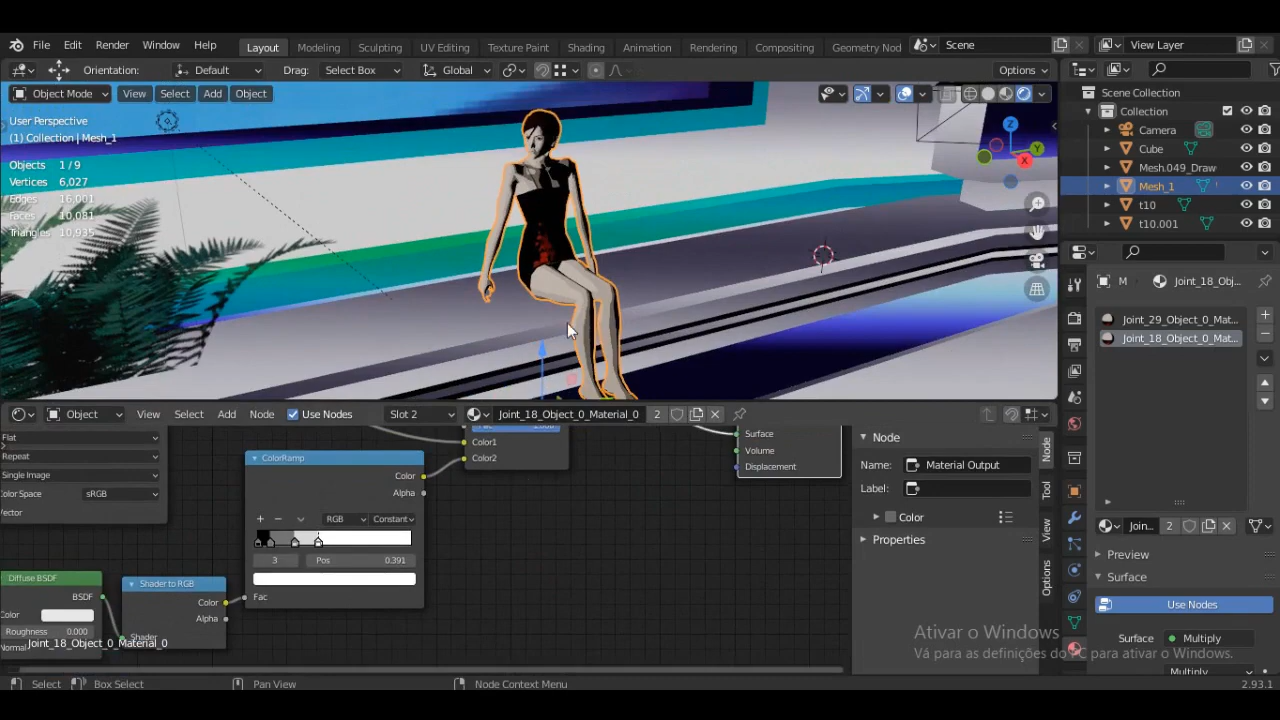 File Edit Render Window Help Layout Modeling Sculpting UV Editing Texture Paint Shading Animation Rendering Compositing Geometry Nod Scene View Layer
Orientation: Default Drag: Select Box Global Options
Object Mode View Select Add Object
User Perspective
(1) Collection | Mesh_1
Objects 1 / 9
Vertices 6,027
Edges 16,001
Faces 10,081
Triangles 10,935
Z
Y
X
Scene Collection
Collection
Camera
Cube
Mesh.049_Draw
Mesh_1
t10
t10.001
M Joint_18_Obj...
Joint_29_Object_0_Mat...
Joint_18_Object_0_Mat...
Object View Select Add Node Use Nodes Slot 2 Joint_18_Object_0_Material_0 2
Flat
Repeat
Single Image
Color Space sRGB
Vector
ColorRamp
Color
Alpha
RGB Constant
3 Pos 0.391
Fac
Color1
Color2
Surface
Volume
Displacement
Diffuse BSDF
BSDF
Color
Roughness 0.000
Normal
Shader to RGB
Color
Alpha
Shader
Joint_18_Object_0_Material_0
Node
Name: Material Output
Label:
Color
Properties
Node
Tool
View
Options
Join... 2
Preview
Surface
Use Nodes
Surface Multiply
Multiply
Ativar o Windows
Vá para as definições do PC para ativar o Windows.
Select Box Select Pan View Node Context Menu 2.93.1